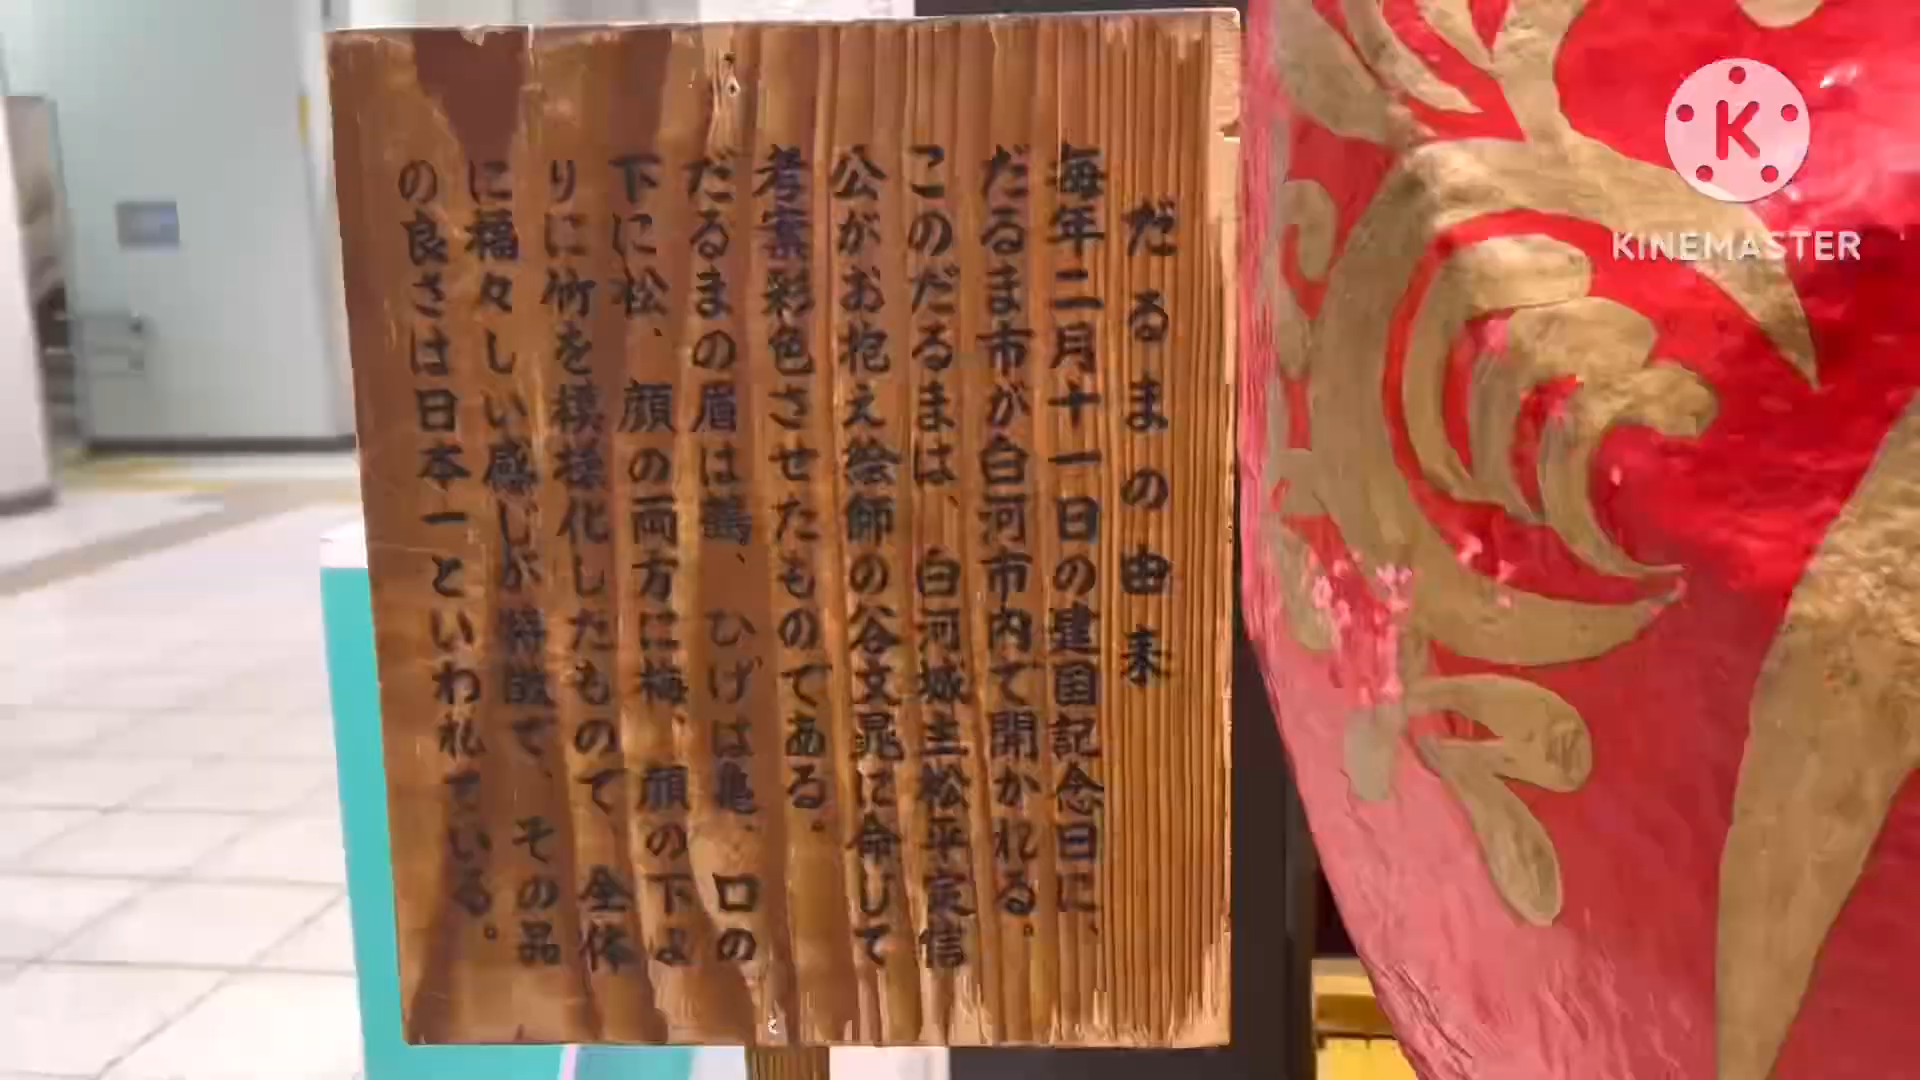 だるまの由来
毎年二月十一日の建国記念日に、
だるま市が白河市内で開かれる。
このだるまは、白河城主松平定信
公がお抱え絵師の谷文晁に命じて
考案彩色させたものである。
だるまの眉は鶴、ひげは亀、口の
下に松、顔の両方に梅、顔の下よ
りに竹を模様化したもので、全体
に福々しい感じが特徴で、その品
の良さは日本一といわれている。
K
KINEMASTER